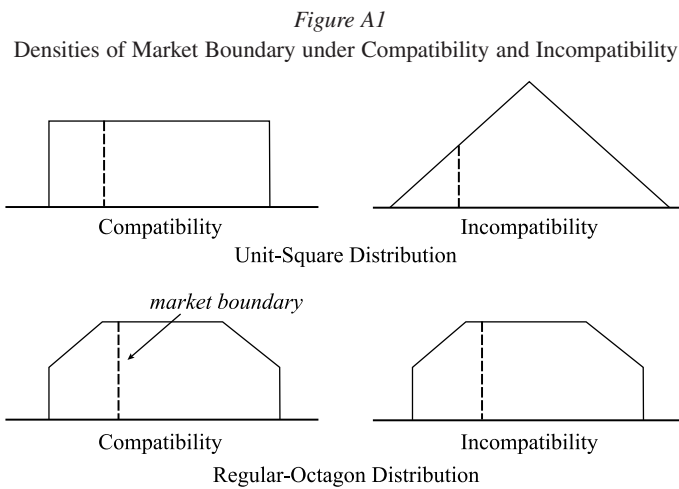 Figure A1
Densities of Market Boundary under Compatibility and Incompatibility
Compatibility
Incompatibility
Unit-Square Distribution
market boundary
Compatibility
Incompatibility
Regular-Octagon Distribution